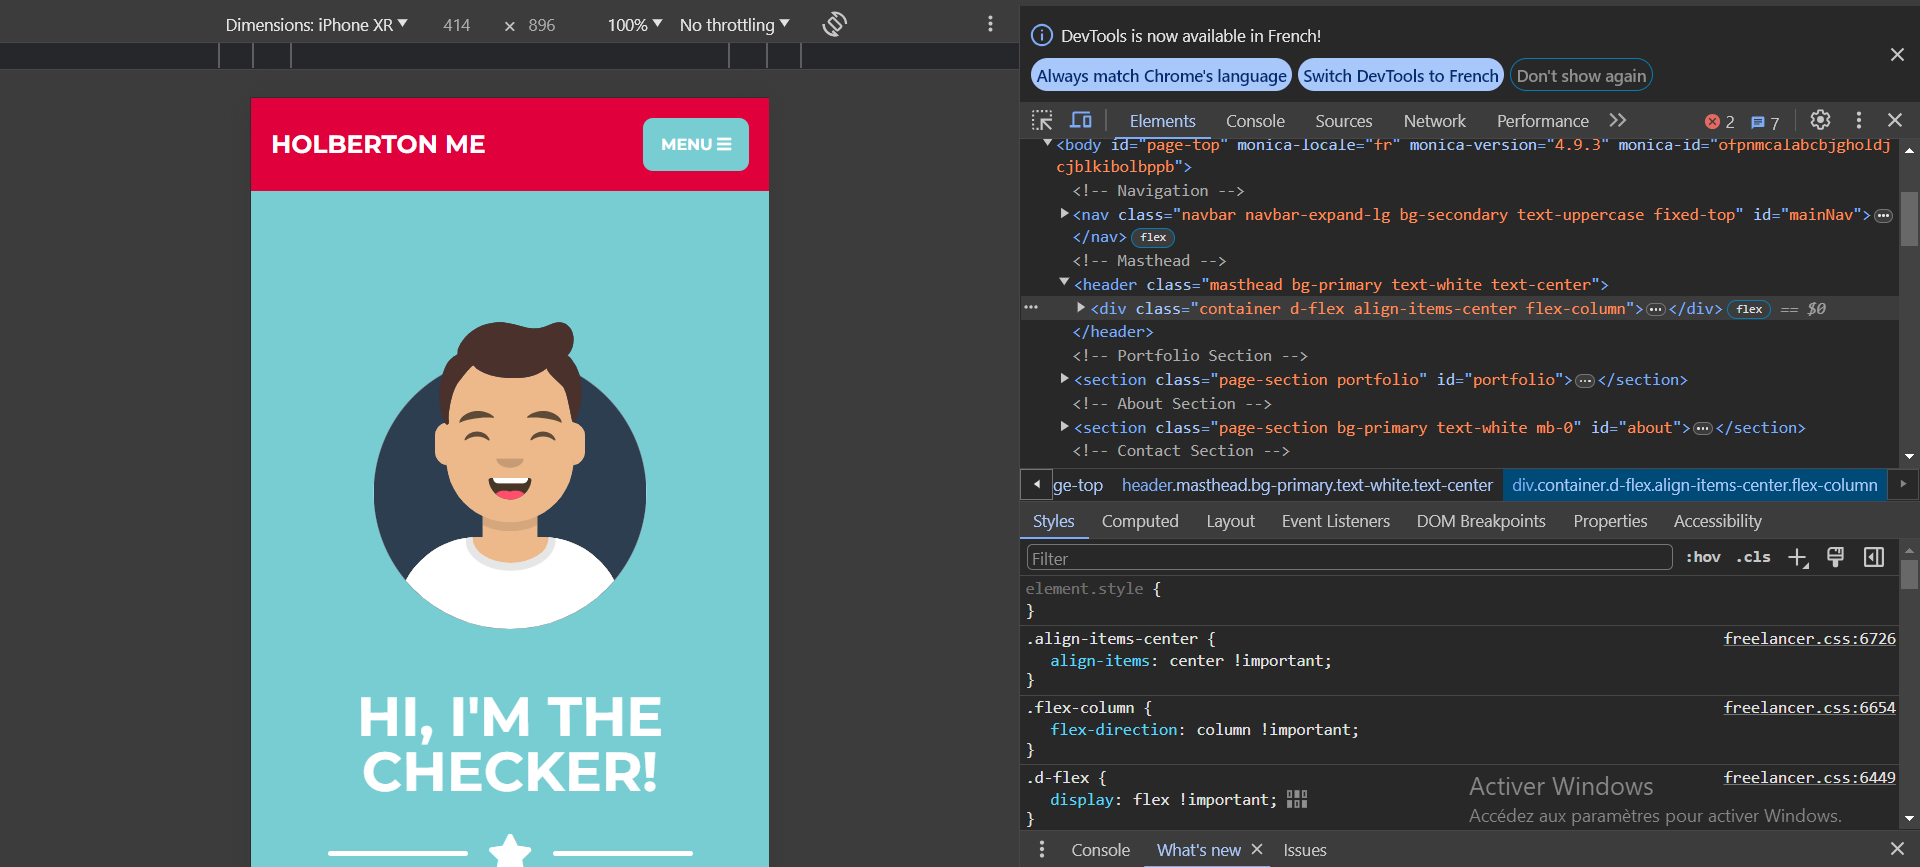 Dimensions: iPhone XR 414 × 896 100% No throttling
HOLBERTON ME
MENU
HI, I'M THE
CHECKER!
DevTools is now available in French!
Always match Chrome's language Switch DevTools to French Don't show again
Elements Console Sources Network Performance 2 7
<body id="page-top" monica-locale="fr" monica-version="4.9.3" monica-id="ofpnmcalabcbjgholdj
cjblkibolbppb">
<!-- Navigation -->
<nav class="navbar navbar-expand-lg bg-secondary text-uppercase fixed-top" id="mainNav">…
</nav> flex
<!-- Masthead -->
<header class="masthead bg-primary text-white text-center">
<div class="container d-flex align-items-center flex-column">…</div> flex == $0
</header>
<!-- Portfolio Section -->
<section class="page-section portfolio" id="portfolio">…</section>
<!-- About Section -->
<section class="page-section bg-primary text-white mb-0" id="about">…</section>
<!-- Contact Section -->
ge-top header.masthead.bg-primary.text-white.text-center div.container.d-flex.align-items-center.flex-column
Styles Computed Layout Event Listeners DOM Breakpoints Properties Accessibility
Filter :hov .cls
element.style {
}
.align-items-center { freelancer.css:6726
align-items: center !important;
}
.flex-column { freelancer.css:6654
flex-direction: column !important;
}
.d-flex { freelancer.css:6449
display: flex !important;
}
Activer Windows
Accédez aux paramètres pour activer Windows.
Console What's new Issues